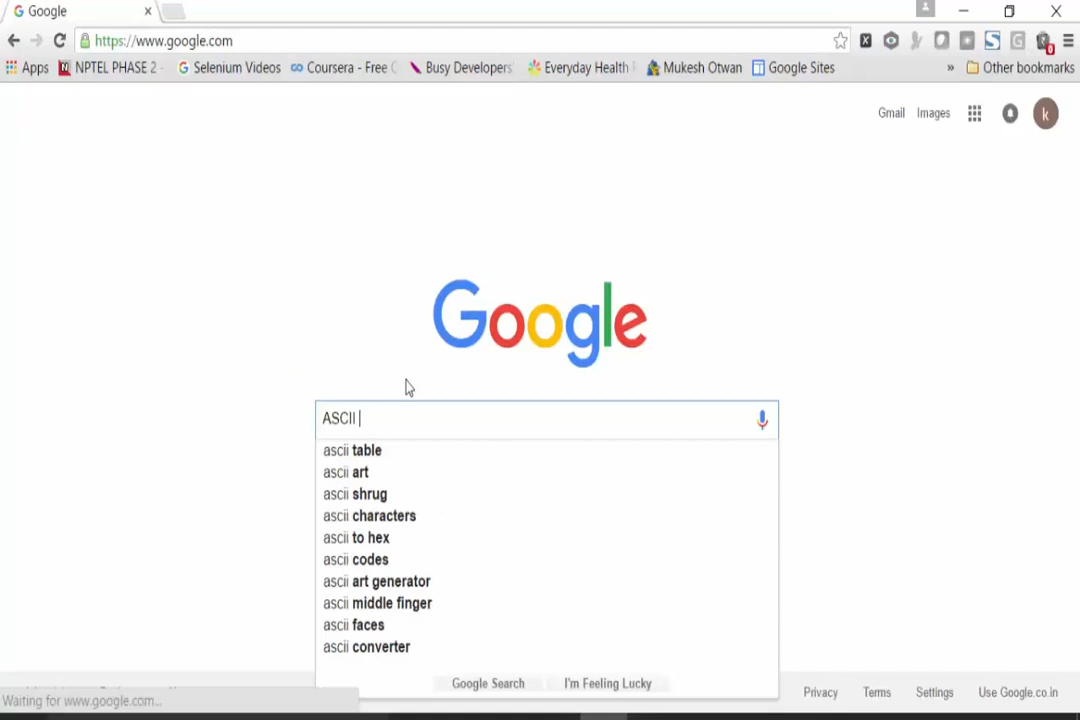 Google
https://www.google.com
Apps NPTEL PHASE 2 - Selenium Videos Coursera - Free Busy Developers' Everyday Health Mukesh Otwan Google Sites » Other bookmarks
Gmail Images k
Google
ASCII
ascii table
ascii art
ascii shrug
ascii characters
ascii to hex
ascii codes
ascii art generator
ascii middle finger
ascii faces
ascii converter
Google Search I'm Feeling Lucky
Waiting for www.google.com...
Privacy Terms Settings Use Google.co.in